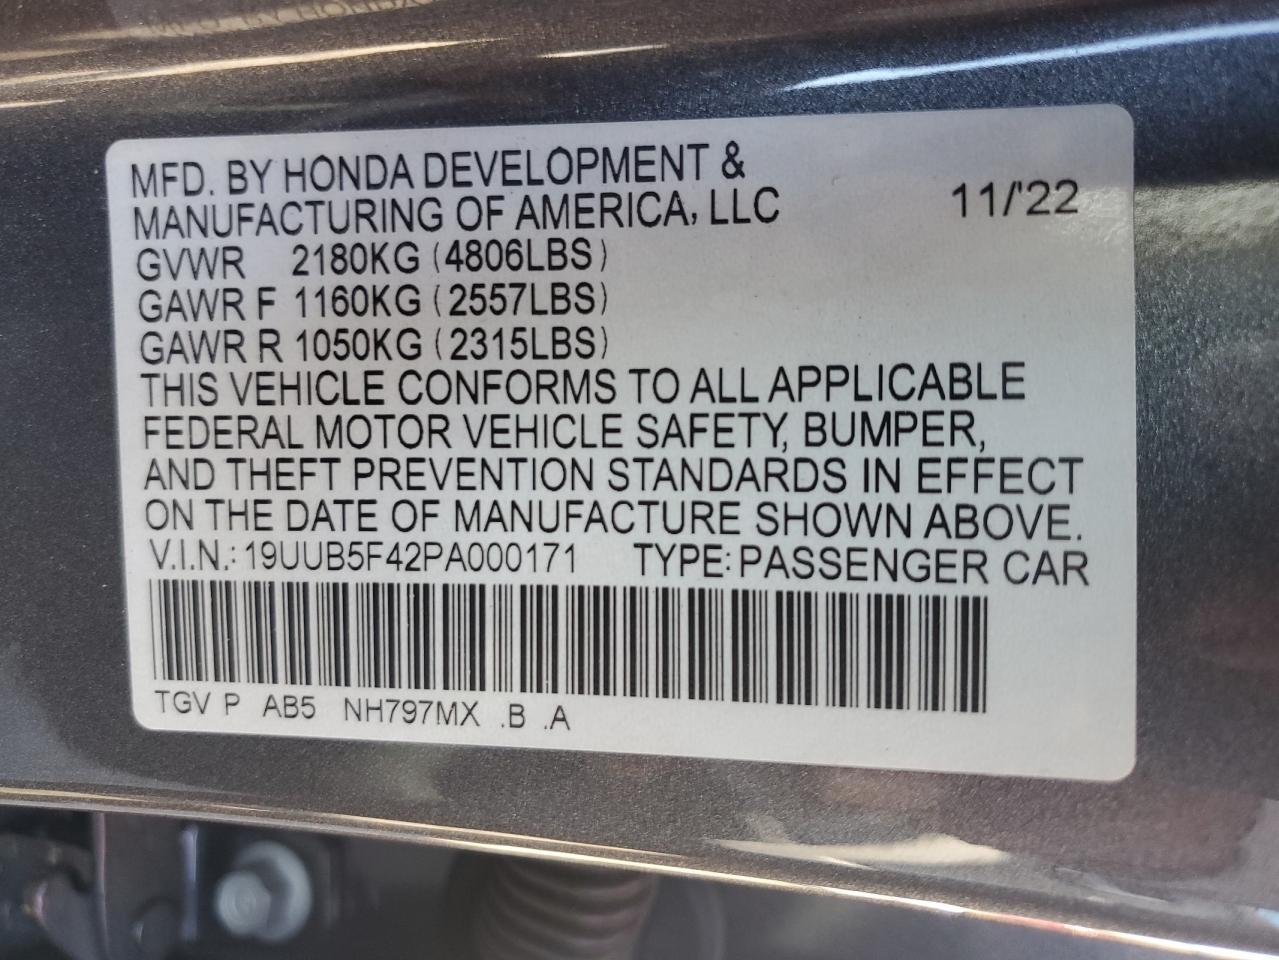 MFD. BY HONDA DEVELOPMENT &
MANUFACTURING OF AMERICA, LLC 11/'22
GVWR 2180KG (4806LBS)
GAWR F 1160KG (2557LBS)
GAWR R 1050KG (2315LBS)
THIS VEHICLE CONFORMS TO ALL APPLICABLE
FEDERAL MOTOR VEHICLE SAFETY, BUMPER,
AND THEFT PREVENTION STANDARDS IN EFFECT
ON THE DATE OF MANUFACTURE SHOWN ABOVE.
V.I.N.: 19UUB5F42PA000171 TYPE: PASSENGER CAR
TGV P AB5 NH797MX .B .A